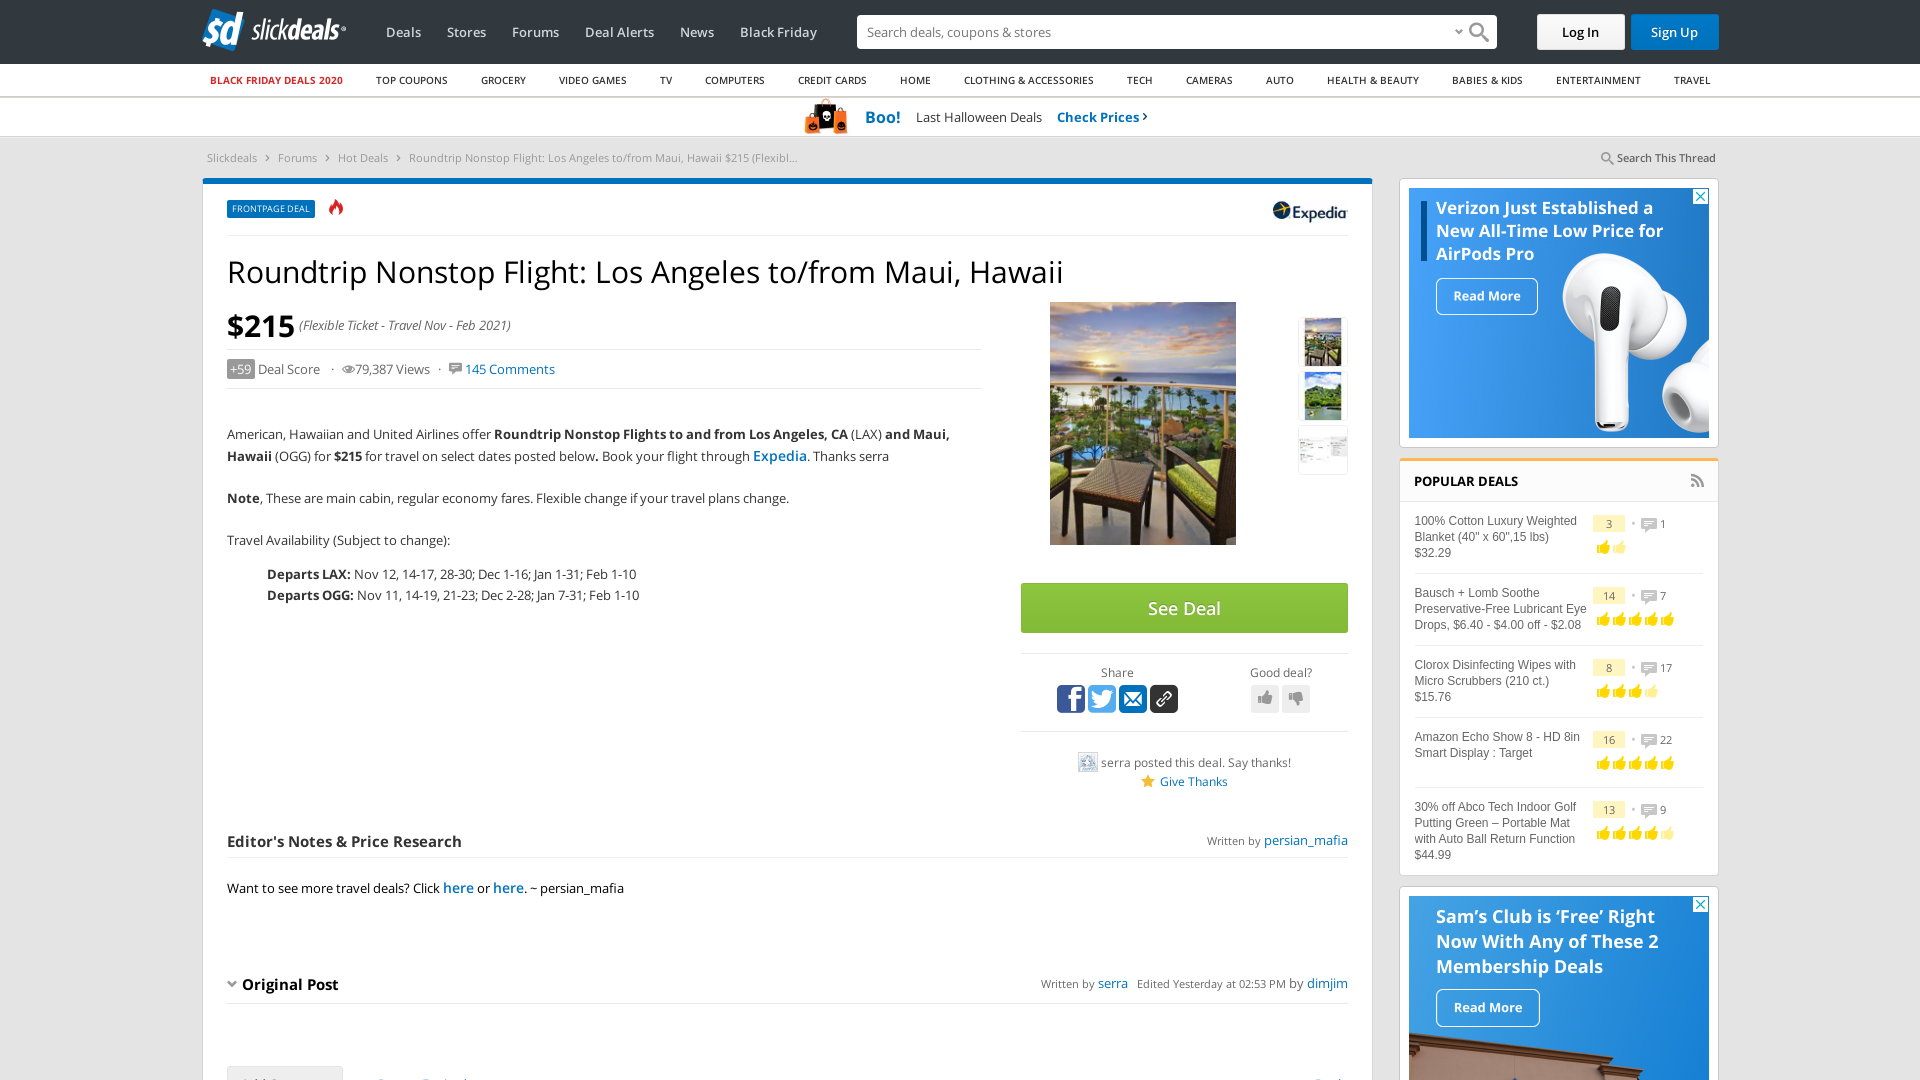 slickdeals
Deals
Stores
Forums
Deal Alerts
News
Black Friday
Search deals, coupons & stores
Log In
Sign Up
BLACK FRIDAY DEALS 2020
TOP COUPONS
GROCERY
VIDEO GAMES
TV
COMPUTERS
CREDIT CARDS
HOME
CLOTHING & ACCESSORIES
TECH
CAMERAS
AUTO
HEALTH & BEAUTY
BABIES & KIDS
ENTERTAINMENT
TRAVEL
Boo! Last Halloween Deals Check Prices
Slickdeals > Forums > Hot Deals > Roundtrip Nonstop Flight: Los Angeles to/from Maui, Hawaii $215 (Flexibl...
Search This Thread
FRONTPAGE DEAL
Expedia
Roundtrip Nonstop Flight: Los Angeles to/from Maui, Hawaii
$215 (Flexible Ticket - Travel Nov - Feb 2021)
+59 Deal Score · 79,387 Views · 145 Comments
American, Hawaiian and United Airlines offer Roundtrip Nonstop Flights to and from Los Angeles, CA (LAX) and Maui,
Hawaii (OGG) for $215 for travel on select dates posted below. Book your flight through Expedia. Thanks serra
Note, These are main cabin, regular economy fares. Flexible change if your travel plans change.
Travel Availability (Subject to change):
Departs LAX: Nov 12, 14-17, 28-30; Dec 1-16; Jan 1-31; Feb 1-10
Departs OGG: Nov 11, 14-19, 21-23; Dec 2-28; Jan 7-31; Feb 1-10
See Deal
Share
Good deal?
serra posted this deal. Say thanks!
Give Thanks
Editor's Notes & Price Research
Written by persian_mafia
Want to see more travel deals? Click here or here. ~ persian_mafia
Original Post
Written by serra Edited Yesterday at 02:53 PM by dimjim
Verizon Just Established a
New All-Time Low Price for
AirPods Pro
Read More
POPULAR DEALS
100% Cotton Luxury Weighted
Blanket (40" x 60",15 lbs)
$32.29
3 • 1
Bausch + Lomb Soothe
Preservative-Free Lubricant Eye
Drops, $6.40 - $4.00 off - $2.08
14 • 7
Clorox Disinfecting Wipes with
Micro Scrubbers (210 ct.)
$15.76
8 • 17
Amazon Echo Show 8 - HD 8in
Smart Display : Target
16 • 22
30% off Abco Tech Indoor Golf
Putting Green – Portable Mat
with Auto Ball Return Function
$44.99
13 • 9
Sam's Club is ‘Free’ Right
Now With Any of These 2
Membership Deals
Read More